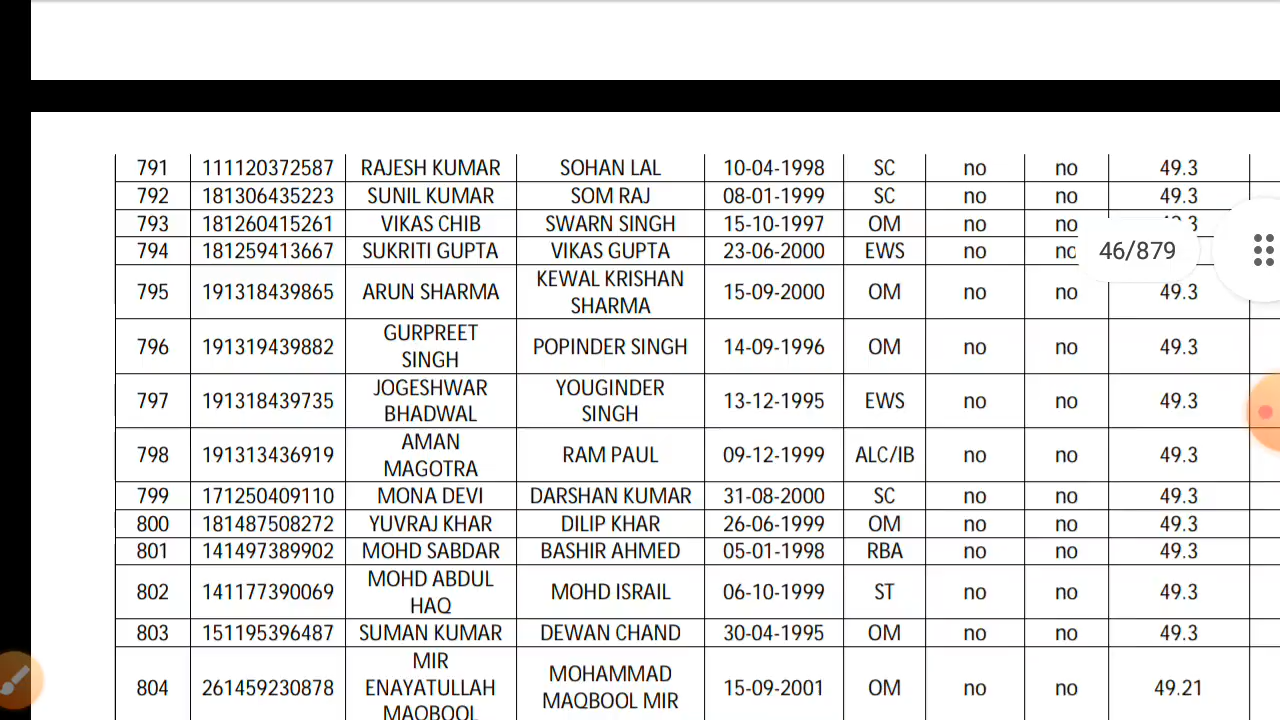 791 111120372587 RAJESH KUMAR SOHAN LAL 10-04-1998 SC no no 49.3
792 181306435223 SUNIL KUMAR SOM RAJ 08-01-1999 SC no no 49.3
793 181260415261 VIKAS CHIB SWARN SINGH 15-10-1997 OM no no
794 181259413667 SUKRITI GUPTA VIKAS GUPTA 23-06-2000 EWS no no
46/879
795 191318439865 ARUN SHARMA KEWAL KRISHAN SHARMA 15-09-2000 OM no no 49.3
796 191319439882 GURPREET SINGH POPINDER SINGH 14-09-1996 OM no no 49.3
797 191318439735 JOGESHWAR BHADWAL YOUGINDER SINGH 13-12-1995 EWS no no 49.3
798 191313436919 AMAN MAGOTRA RAM PAUL 09-12-1999 ALC/IB no no 49.3
799 171250409110 MONA DEVI DARSHAN KUMAR 31-08-2000 SC no no 49.3
800 181487508272 YUVRAJ KHAR DILIP KHAR 26-06-1999 OM no no 49.3
801 141497389902 MOHD SABDAR BASHIR AHMED 05-01-1998 RBA no no 49.3
802 141177390069 MOHD ABDUL HAQ MOHD ISRAIL 06-10-1999 ST no no 49.3
803 151195396487 SUMAN KUMAR DEWAN CHAND 30-04-1995 OM no no 49.3
804 261459230878 MIR ENAYATULLAH MAQBOOL MOHAMMAD MAQBOOL MIR 15-09-2001 OM no no 49.21